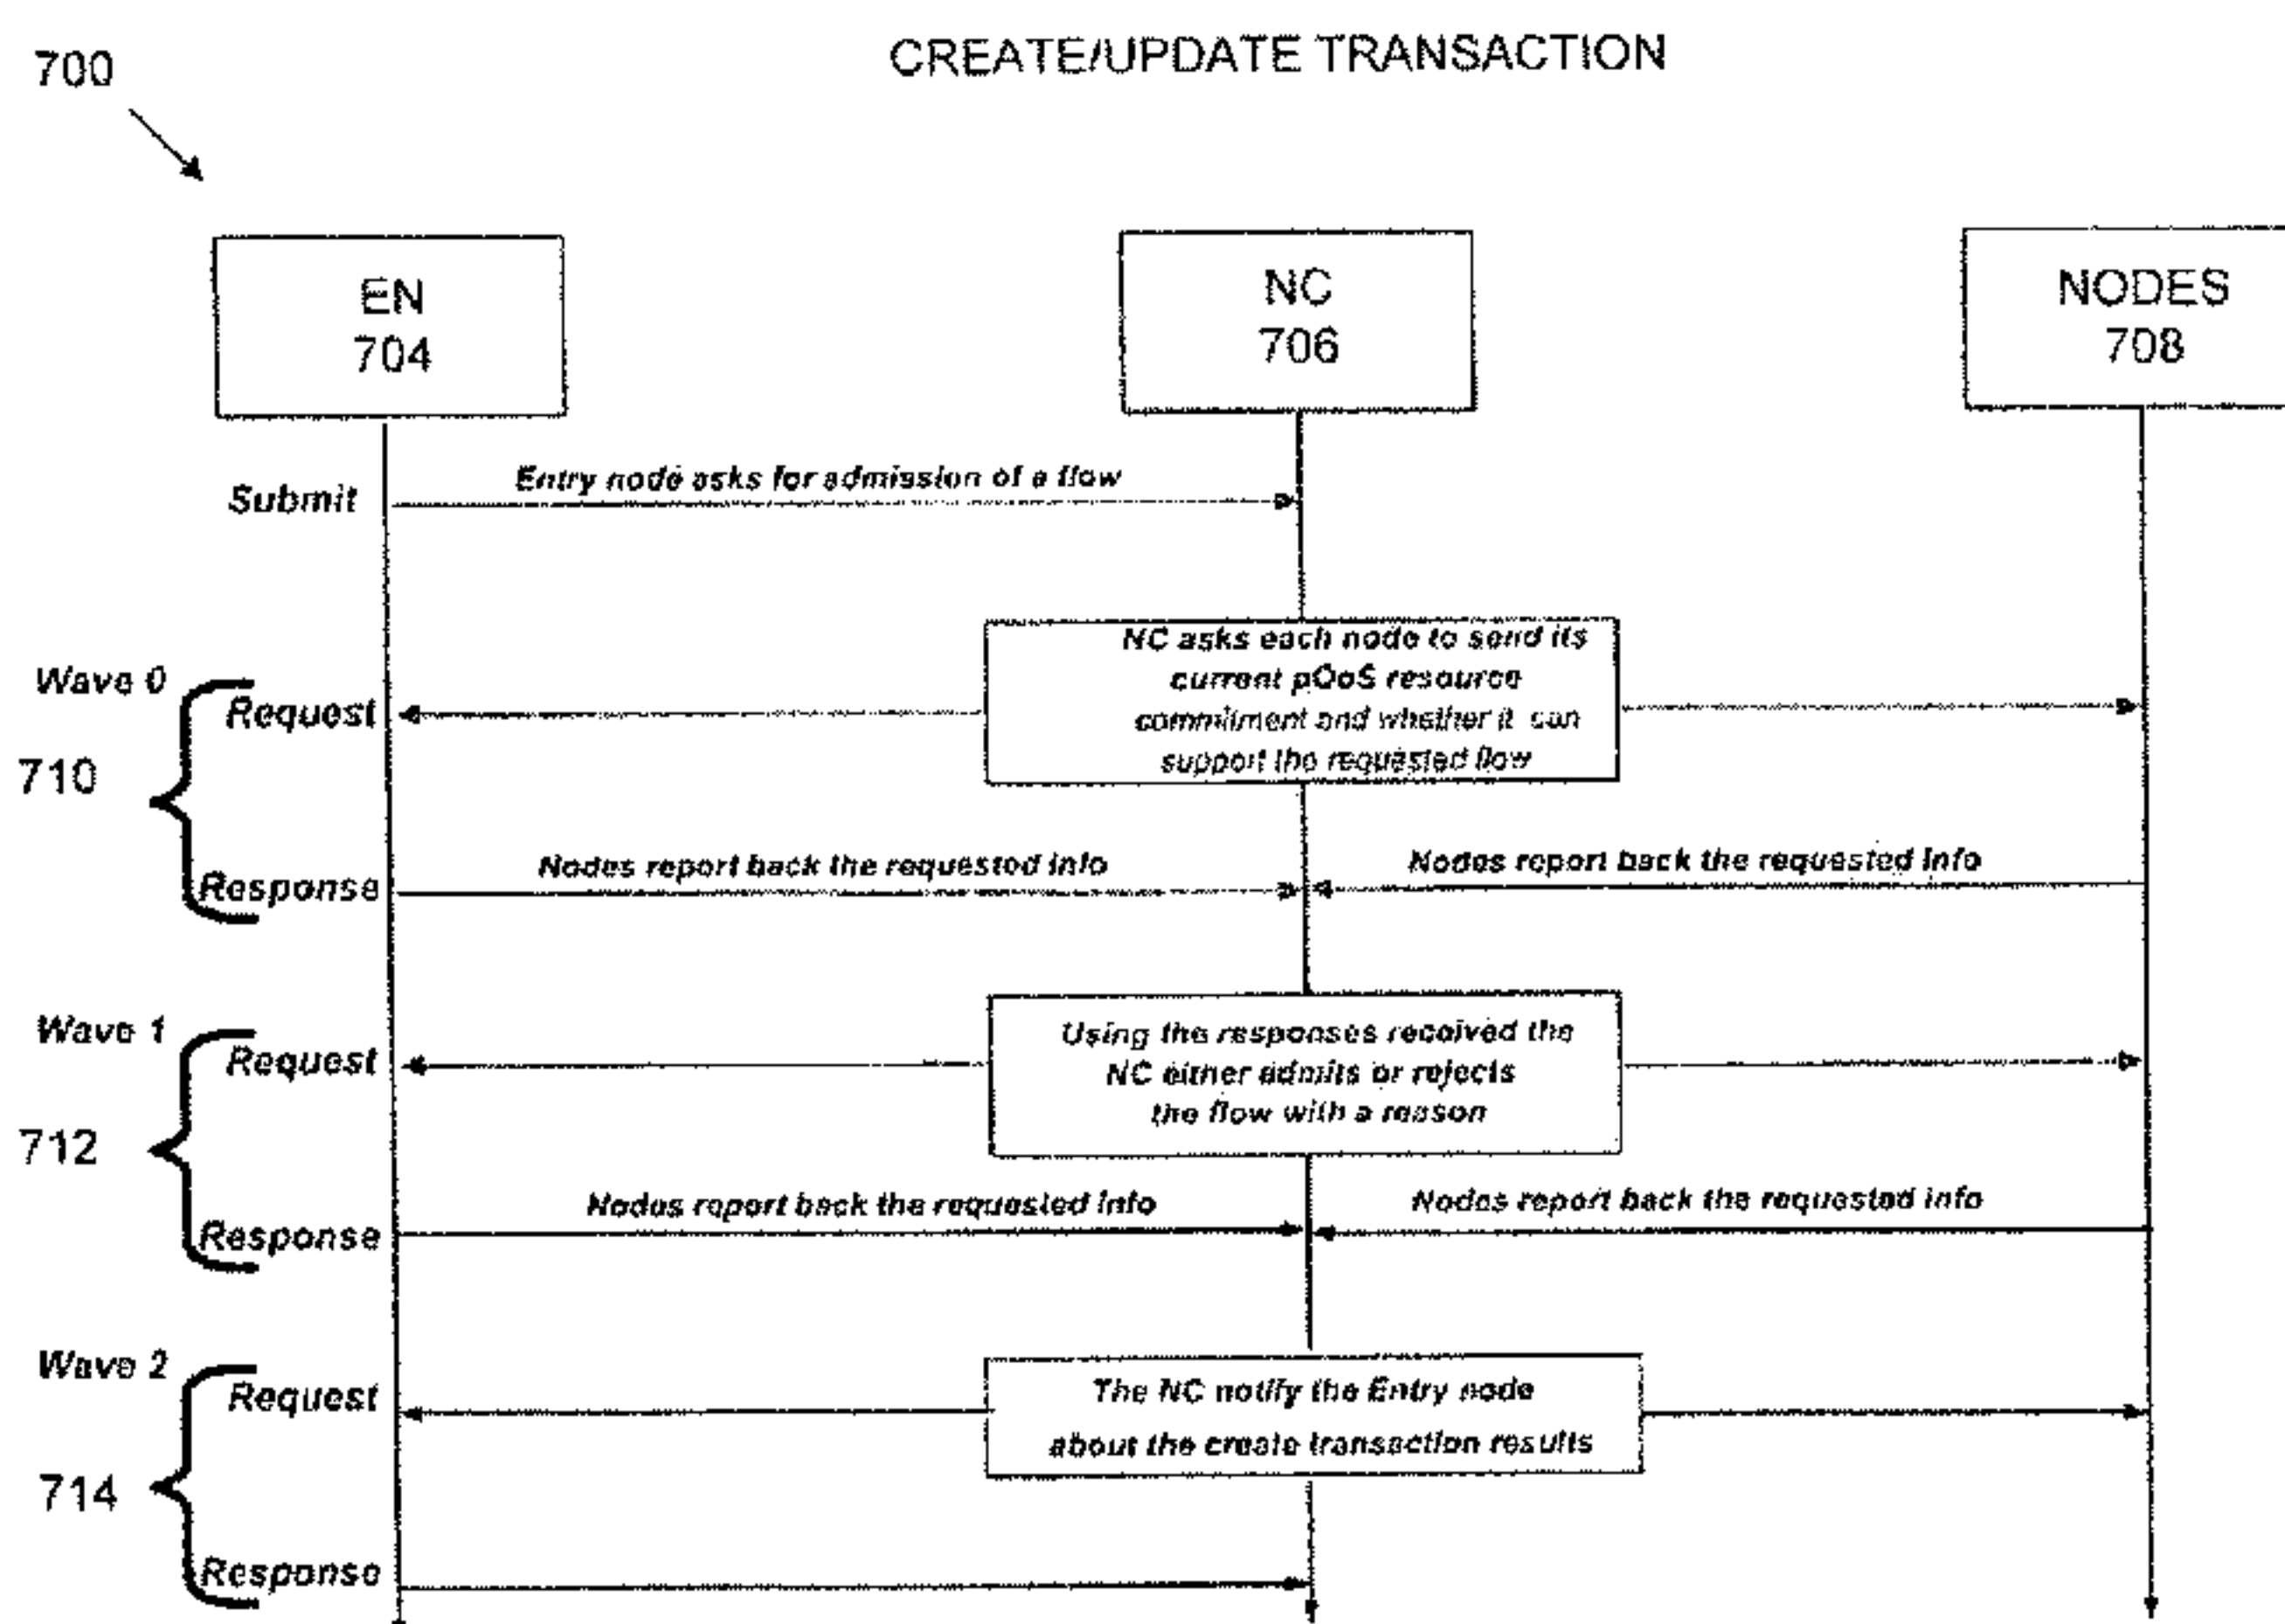 700
CREATE/UPDATE TRANSACTION
EN
704
NC
706
NODES
708
Submit
Entry node asks for admission of a flow
Wave 0
Request
710
NC asks each node to send its
current pQoS resource
commitment and whether it can
support the requested flow
Response
Nodes report back the requested info
Nodes report back the requested info
Wave 1
Request
712
Using the responses received the
NC either admits or rejects
the flow with a reason
Response
Nodes report back the requested info
Nodes report back the requested info
Wave 2
Request
714
The NC notify the Entry node
about the create transaction results
Response